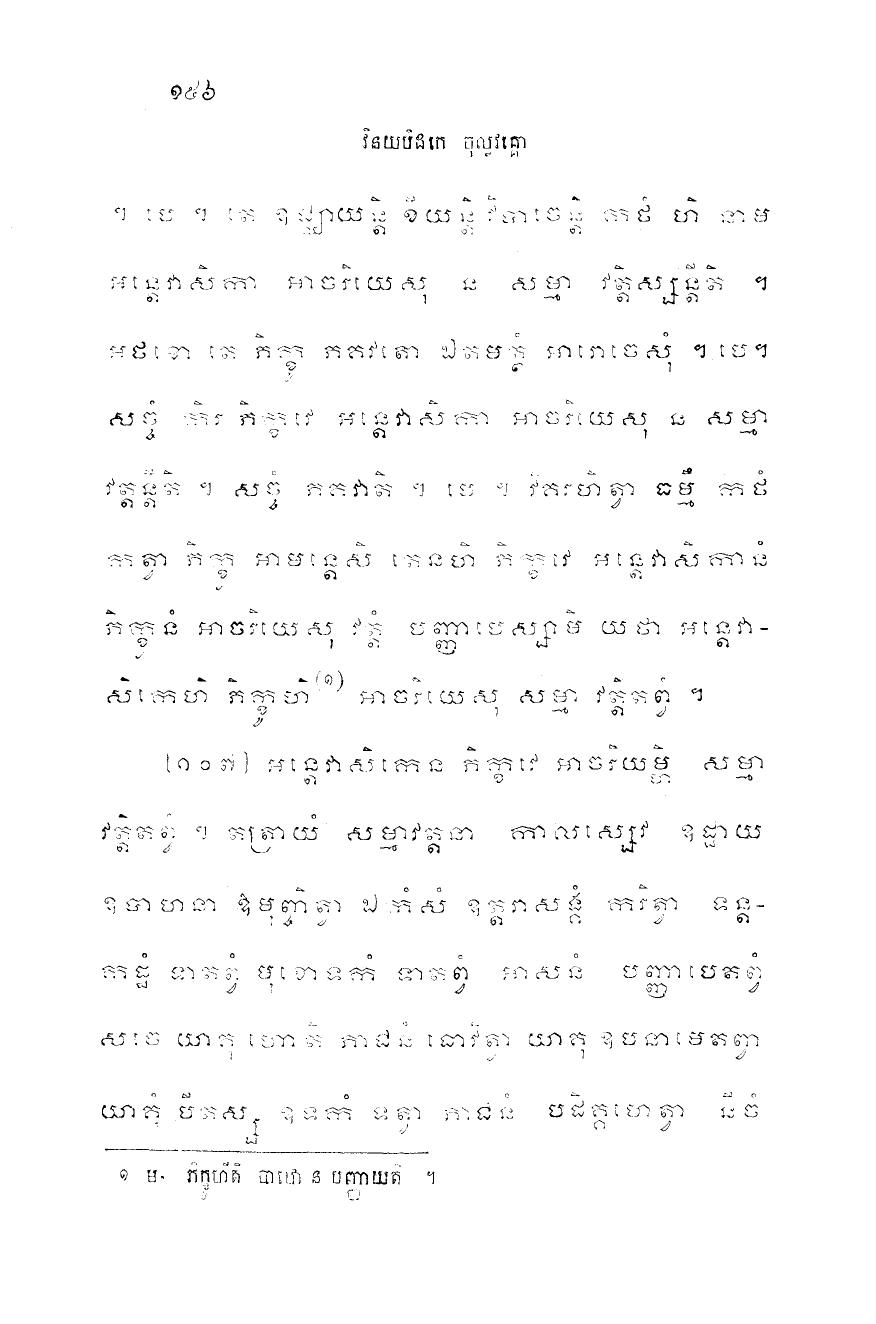 ១៥៦
វិនយបិដកេ ចុល្លវគ្គោ
។ បេ ។ តេ ឧជ្ឈាយន្តិ ខីយន្តិ វិបាចេន្តិ កថំ ហិ នាម
អន្តេវាសិកា អាចរិយេសុ ន សម្មា វត្តិស្សន្តីតិ ។
អថខោ តេ ភិក្ខូ ភគវតោ ឯតមត្ថំ អារោចេសុំ ។ បេ។
សច្ចំ កិរ ភិក្ខវេ អន្តេវាសិកា អាចរិយេសុ ន សម្មា
វត្តន្តីតិ ។ សច្ចំ ភគវាតិ ។ បេ ។ វិគរហិត្វា ធម្មឹ កថំ
កត្វា ភិក្ខូ អាមន្តេសិ តេនហិ ភិក្ខវេ អន្តេវាសិកានំ
ភិក្ខូនំ អាចរិយេសុ វត្តំ បញ្ញាបេស្សាមិ យថា អន្តេវា-
សិកេហិ ភិក្ខូហិ(១) អាចរិយេសុ សម្មា វត្តិតព្វំ ។
[១០៧] អន្តេវាសិកេន ភិក្ខវេ អាចរិយម្ហិ សម្មា
វត្តិតព្វំ ។ តត្រាយំ សម្មាវត្តនា កាលស្សេវ ឧដ្ឋាយ
ឧបាហនា ឱមុញ្ចិត្វា ឯកំសំ ឧត្តរាសង្គំ ករិត្វា ទន្ត-
កដ្ឋំ ទាតព្វំ មុខោទកំ ទាតព្វំ អាសនំ បញ្ញាបេតព្វំ
សចេ យាគុ ហោតិ ភាជនំ ធោវិត្វា យាគុ ឧបនាមេតព្វា
យាគុំ បីតស្ស ឧទកំ ទត្វា ភាជនំ បដិគ្គហេត្វា នីចំ
១ ម. ភិក្ខូហីតិ បាឋោ ន បញ្ញាយតិ ។